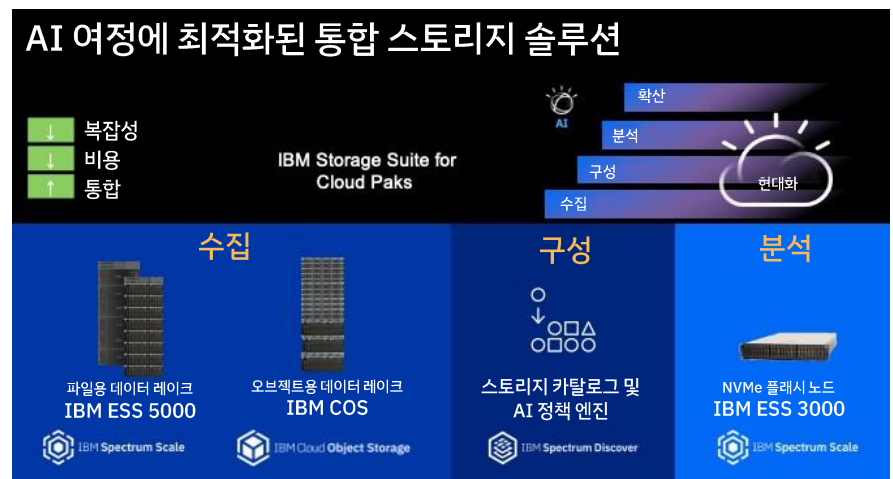 AI 여정에 최적화된 통합 스토리지 솔루션
↓ 복잡성
↓ 비용
↑ 통합
IBM Storage Suite for
Cloud Paks
AI
확산
분석
구성
수집
현대화
수집
파일용 데이터 레이크
IBM ESS 5000
IBM Spectrum Scale
오브젝트용 데이터 레이크
IBM COS
IBM Cloud Object Storage
구성
스토리지 카탈로그 및
AI 정책 엔진
IBM Spectrum Discover
분석
NVMe 플래시 노드
IBM ESS 3000
IBM Spectrum Scale